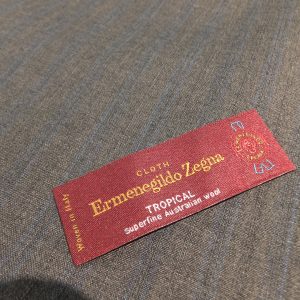 CLOTH
Ermenegildo Zegna
TROPICAL
Superfine Australian wool
Woven in Italy